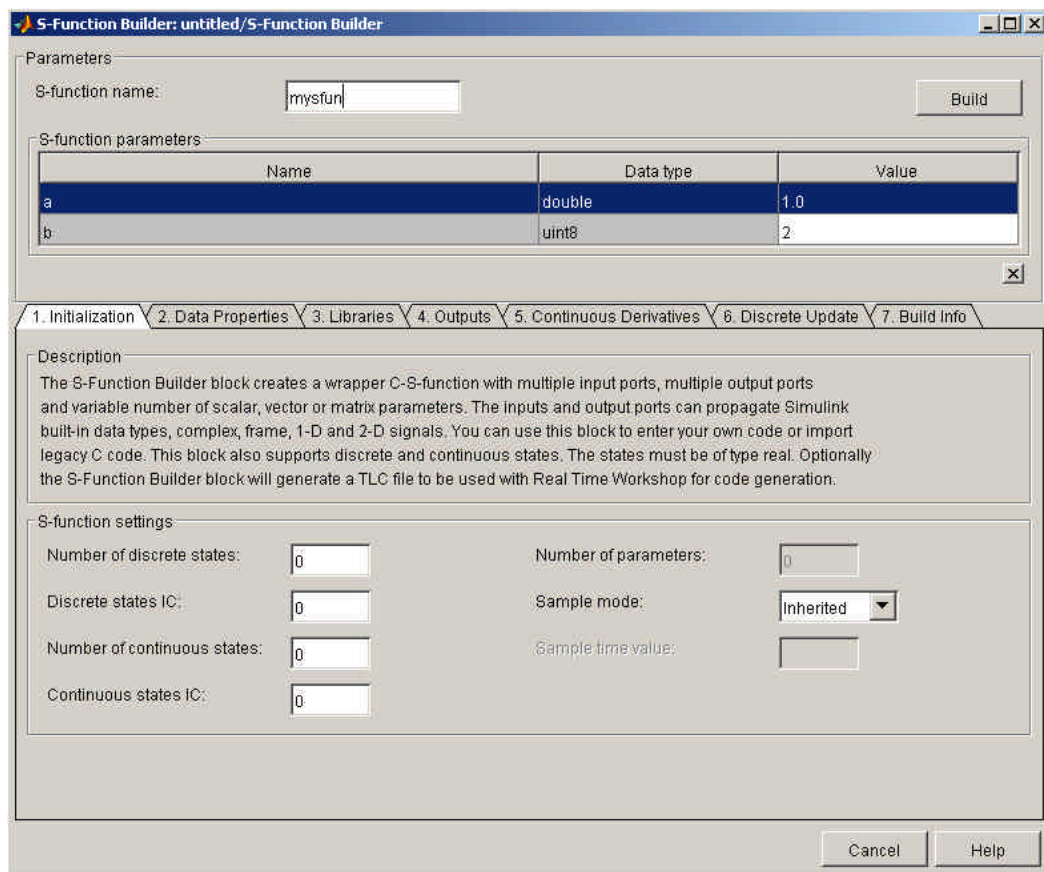 S-Function Builder: untitled/S-Function Builder
Parameters
S-function name:
mysfun
Build
S-function parameters
Name Data type Value
a double 1.0
b uint8 2
1. Initialization 2. Data Properties 3. Libraries 4. Outputs 5. Continuous Derivatives 6. Discrete Update 7. Build Info
Description
The S-Function Builder block creates a wrapper C-S-function with multiple input ports, multiple output ports
and variable number of scalar, vector or matrix parameters. The inputs and output ports can propagate Simulink
built-in data types, complex, frame, 1-D and 2-D signals. You can use this block to enter your own code or import
legacy C code. This block also supports discrete and continuous states. The states must be of type real. Optionally
the S-Function Builder block will generate a TLC file to be used with Real Time Workshop for code generation.
S-function settings
Number of discrete states: 0 Number of parameters: 0
Discrete states IC: 0 Sample mode: Inherited
Number of continuous states: 0 Sample time value:
Continuous states IC: 0
Cancel Help